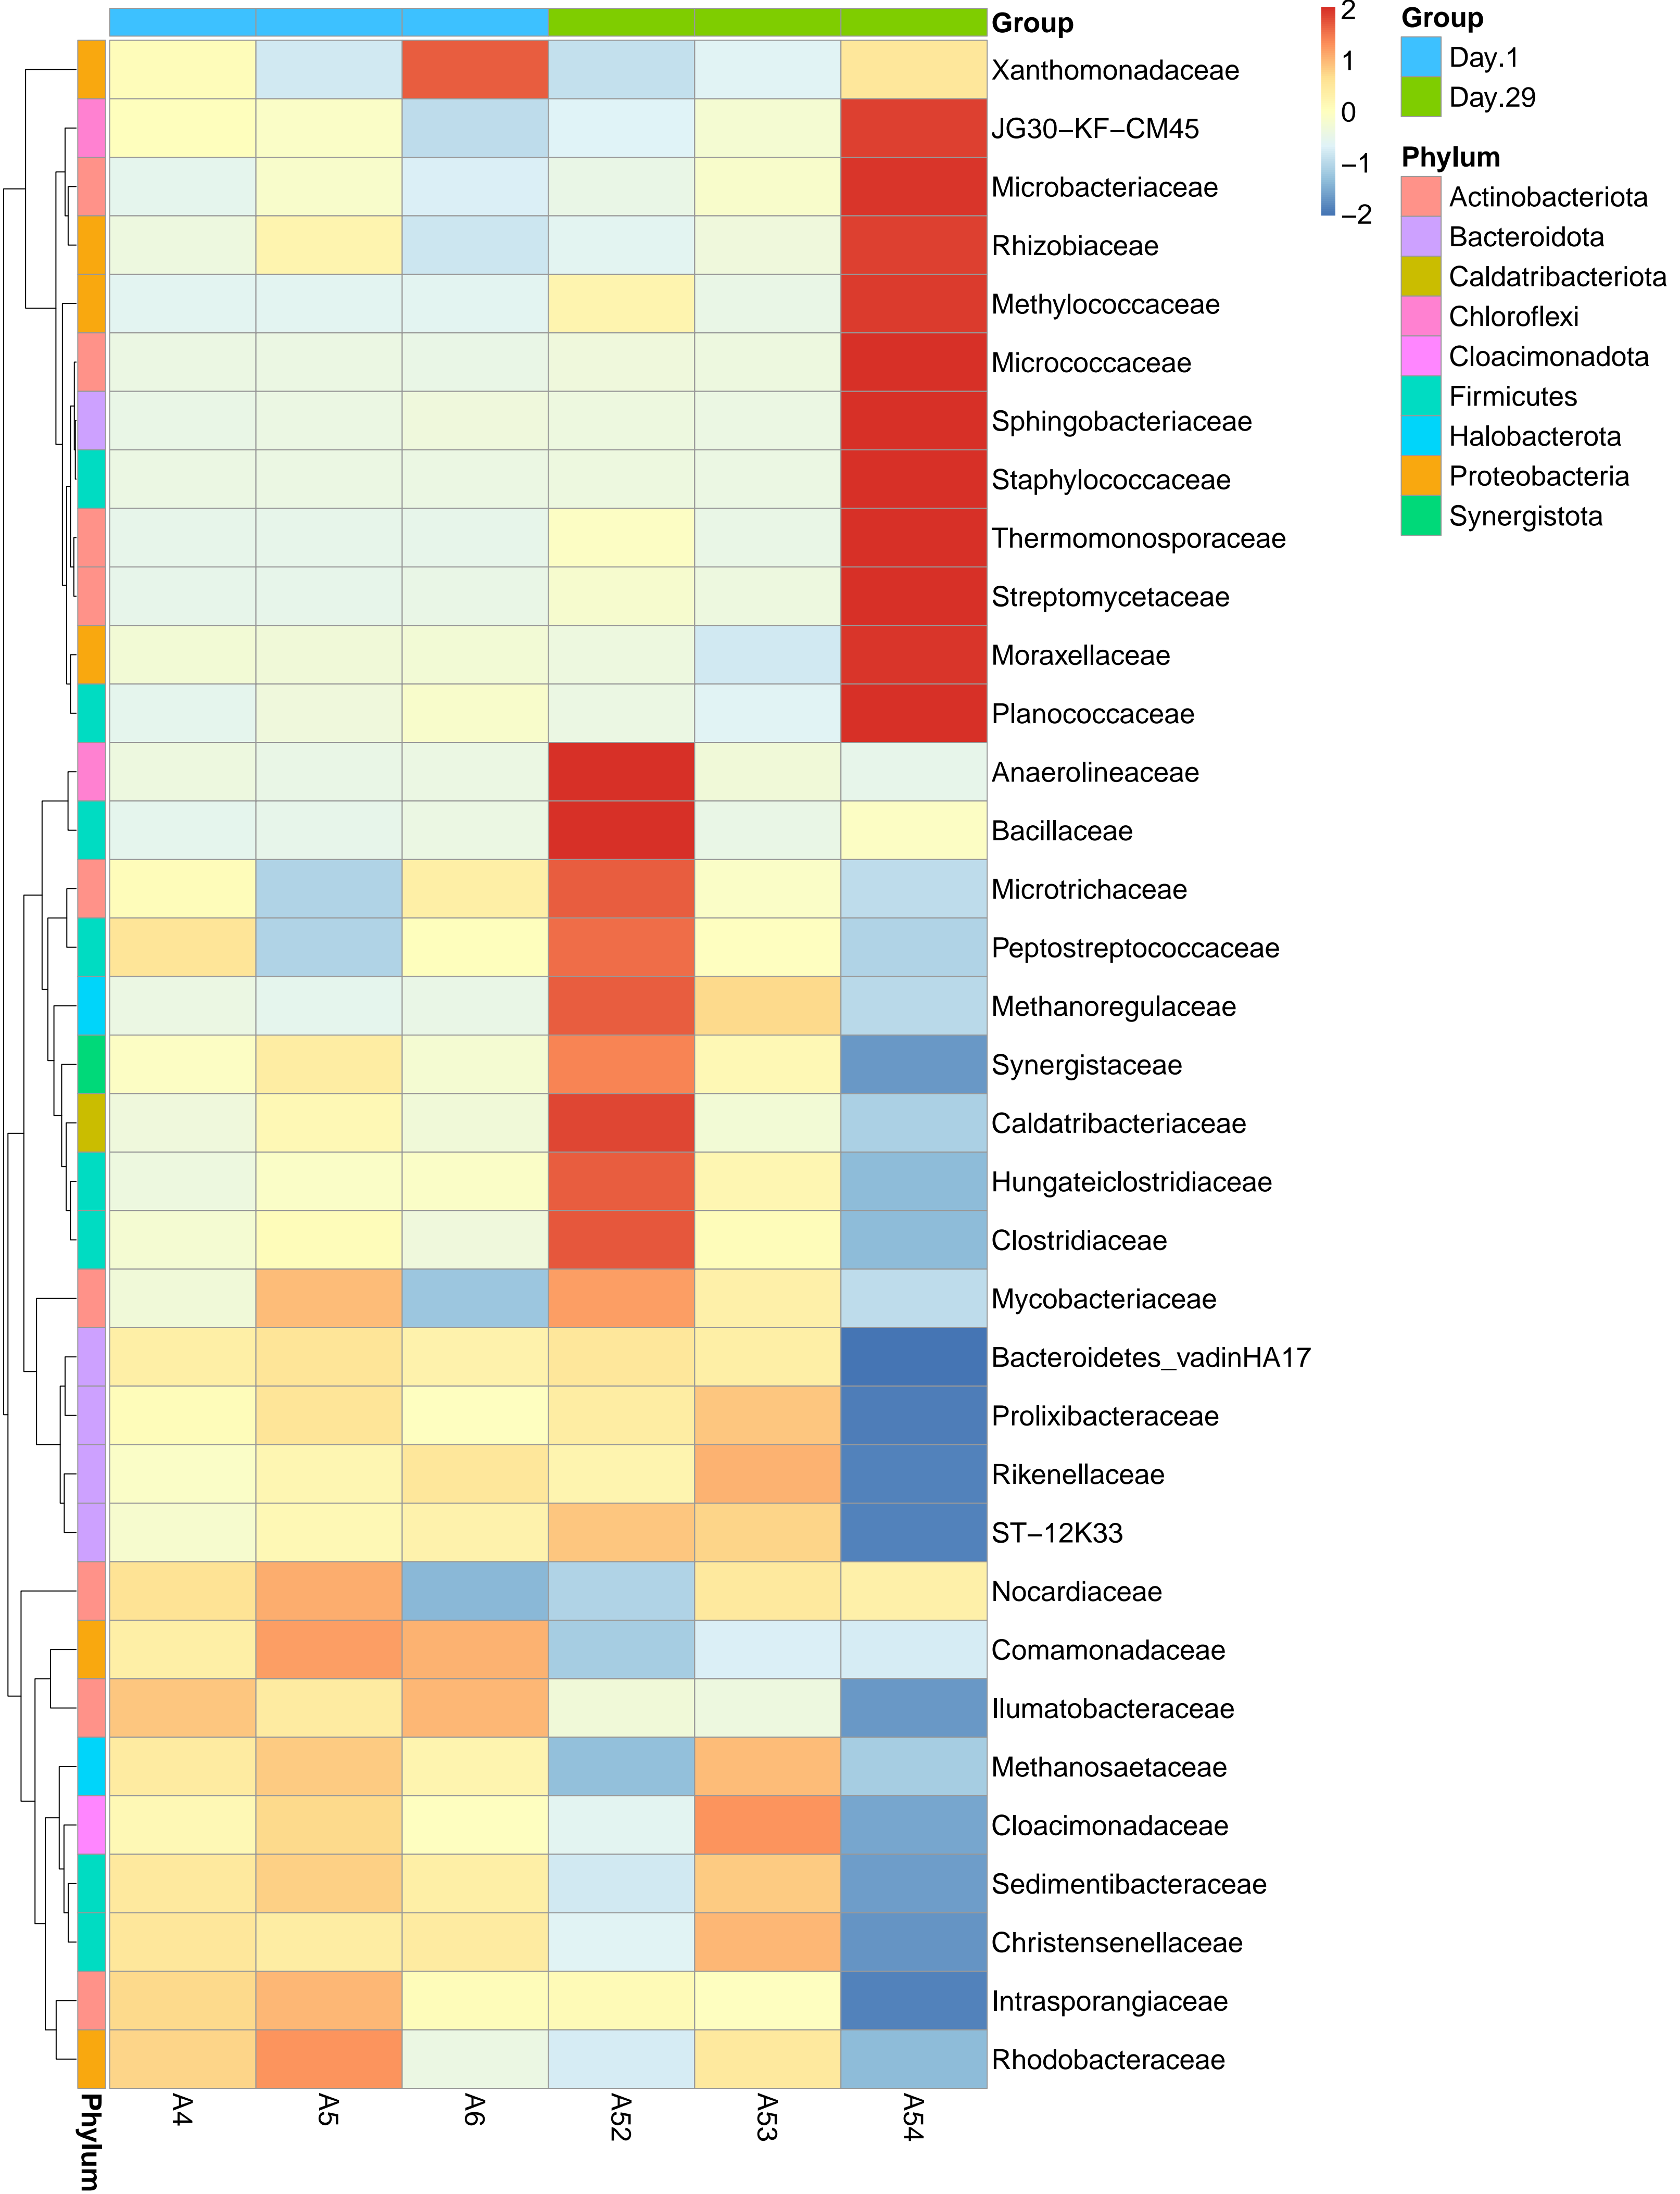 Group
Xanthomonadaceae
JG30−KF−CM45
Microbacteriaceae
Rhizobiaceae
Methylococcaceae
Micrococcaceae
Sphingobacteriaceae
Staphylococcaceae
Thermomonosporaceae
Streptomycetaceae
Moraxellaceae
Planococcaceae
Anaerolineaceae
Bacillaceae
Microtrichaceae
Peptostreptococcaceae
Methanoregulaceae
Synergistaceae
Caldatribacteriaceae
Hungateiclostridiaceae
Clostridiaceae
Mycobacteriaceae
Bacteroidetes_vadinHA17
Prolixibacteraceae
Rikenellaceae
ST−12K33
Nocardiaceae
Comamonadaceae
Ilumatobacteraceae
Methanosaetaceae
Cloacimonadaceae
Sedimentibacteraceae
Christensenellaceae
Intrasporangiaceae
Rhodobacteraceae
Phylum
A4
A5
A6
A52
A53
A54
2
1
0
−1
−2
Group
Day.1
Day.29
Phylum
Actinobacteriota
Bacteroidota
Caldatribacteriota
Chloroflexi
Cloacimonadota
Firmicutes
Halobacterota
Proteobacteria
Synergistota